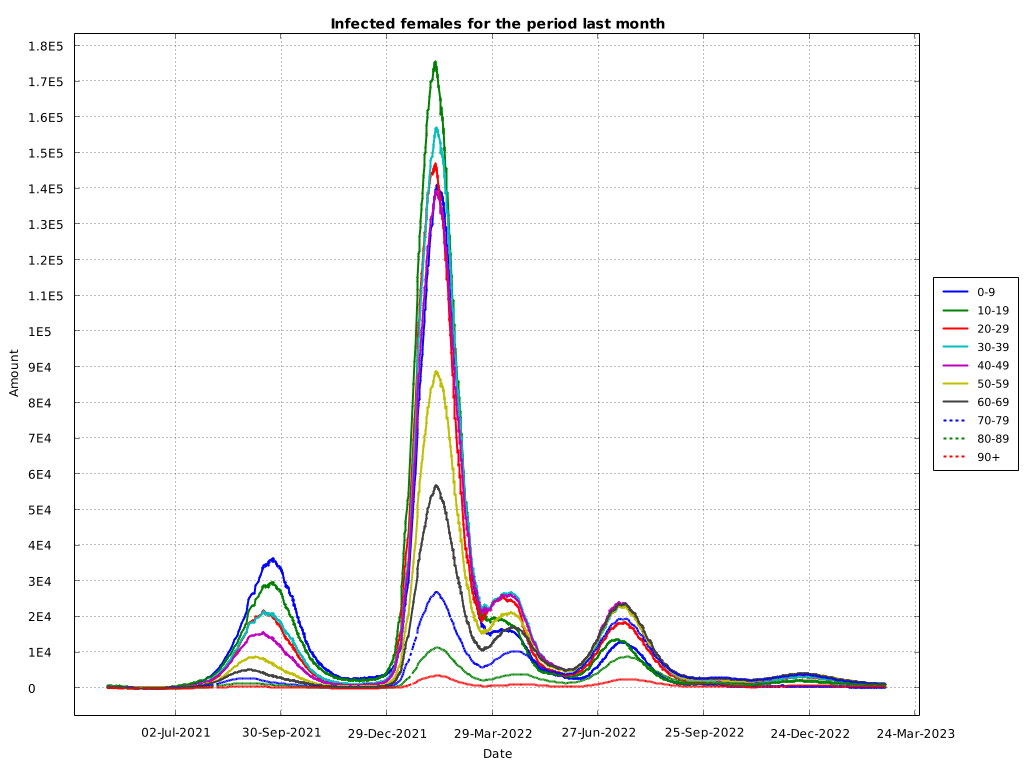 Infected females for the period last month
1.8E5
1.7E5
1.6E5
1.5E5
1.4E5
1.3E5
1.2E5
1.1E5
1E5
9E4
8E4
7E4
6E4
5E4
4E4
3E4
2E4
1E4
0
Amount
02-Jul-2021 30-Sep-2021 29-Dec-2021 29-Mar-2022 27-Jun-2022 25-Sep-2022 24-Dec-2022 24-Mar-2023
Date
0-9
10-19
20-29
30-39
40-49
50-59
60-69
70-79
80-89
90+